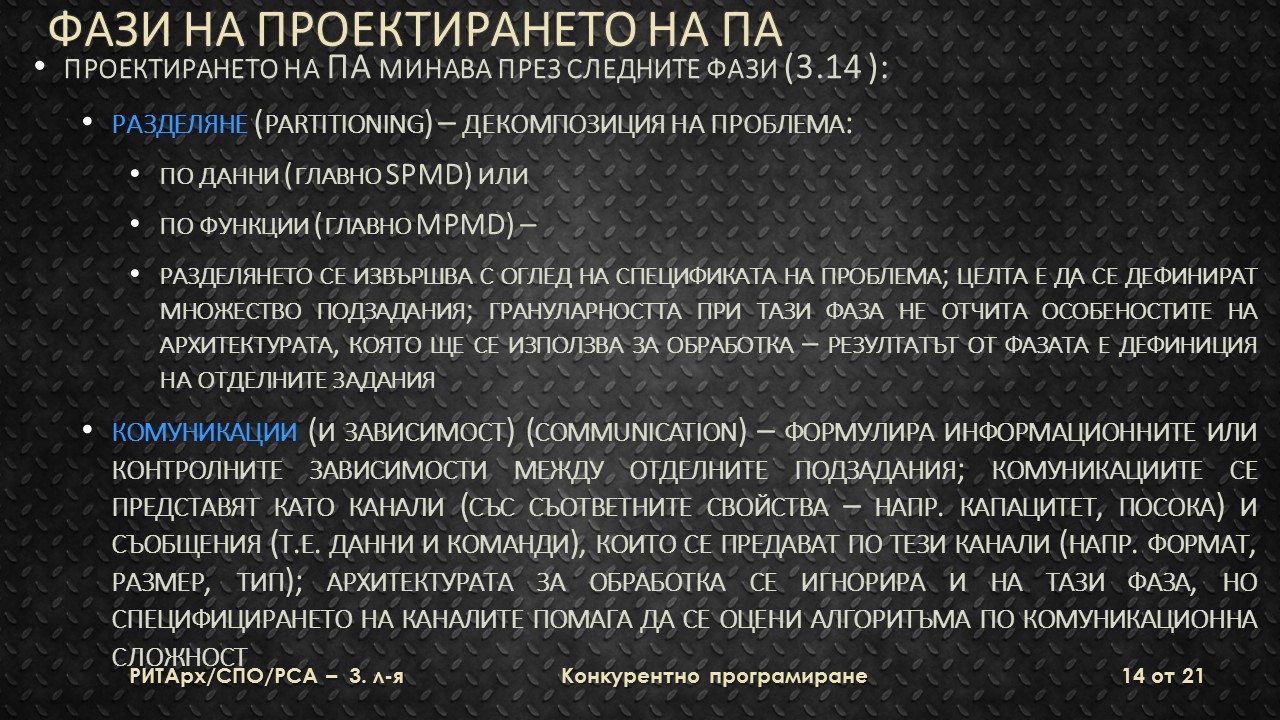 ФАЗИ НА ПРОЕКТИРАНЕТО НА ПА
• ПРОЕКТИРАНЕТО НА ПА МИНАВА ПРЕЗ СЛЕДНИТЕ ФАЗИ (3.14 ):
• РАЗДЕЛЯНЕ (PARTITIONING) – ДЕКОМПОЗИЦИЯ НА ПРОБЛЕМА:
• ПО ДАННИ (ГЛАВНО SPMD) ИЛИ
• ПО ФУНКЦИИ (ГЛАВНО MPMD) –
• РАЗДЕЛЯНЕТО СЕ ИЗВЪРШВА С ОГЛЕД НА СПЕЦИФИКАТА НА ПРОБЛЕМА; ЦЕЛТА Е ДА СЕ ДЕФИНИРАТ
МНОЖЕСТВО ПОДЗАДАНИЯ; ГРАНУЛАРНОСТТА ПРИ ТАЗИ ФАЗА НЕ ОТЧИТА ОСОБЕНОСТИТЕ НА
АРХИТЕКТУРАТА, КОЯТО ЩЕ СЕ ИЗПОЛЗВА ЗА ОБРАБОТКА – РЕЗУЛТАТЪТ ОТ ФАЗАТА Е ДЕФИНИЦИЯ
НА ОТДЕЛНИТЕ ЗАДАНИЯ
• КОМУНИКАЦИИ (И ЗАВИСИМОСТ) (COMMUNICATION) – ФОРМУЛИРА ИНФОРМАЦИОННИТЕ ИЛИ
КОНТРОЛНИТЕ ЗАВИСИМОСТИ МЕЖДУ ОТДЕЛНИТЕ ПОДЗАДАНИЯ; КОМУНИКАЦИИТЕ СЕ
ПРЕДСТАВЯТ КАТО КАНАЛИ (СЪС СЪОТВЕТНИТЕ СВОЙСТВА – НАПР. КАПАЦИТЕТ, ПОСОКА) И
СЪОБЩЕНИЯ (Т.Е. ДАННИ И КОМАНДИ), КОИТО СЕ ПРЕДАВАТ ПО ТЕЗИ КАНАЛИ (НАПР. ФОРМАТ,
РАЗМЕР, ТИП); АРХИТЕКТУРАТА ЗА ОБРАБОТКА СЕ ИГНОРИРА И НА ТАЗИ ФАЗА, НО
СПЕЦИФИЦИРАНЕТО НА КАНАЛИТЕ ПОМАГА ДА СЕ ОЦЕНИ АЛГОРИТЪМА ПО КОМУНИКАЦИОННА
СЛОЖНОСТ
РИТАрх/СПО/РСА – 3. л-я Конкурентно програмиране 14 от 21